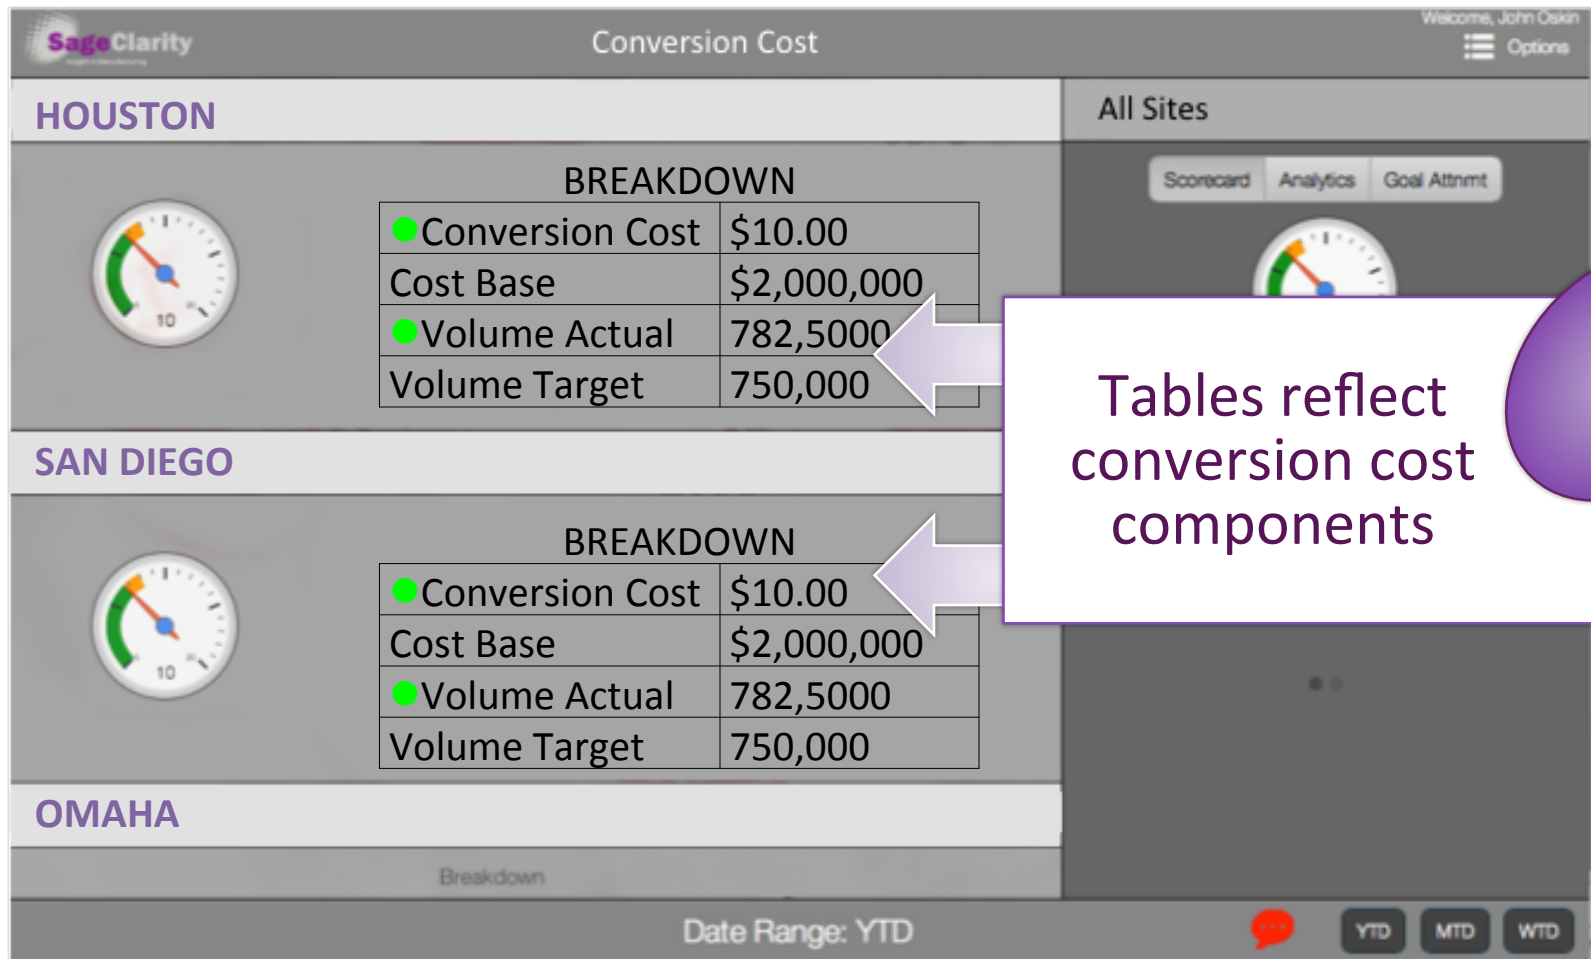 SageClarity
Conversion Cost
Welcome, John Oskin
Options
HOUSTON
All Sites
Scorecard Analytics Goal Attnmt
BREAKDOWN
Conversion Cost $10.00
Cost Base $2,000,000
Volume Actual 782,5000
Volume Target 750,000
10
Tables reflect
conversion cost
components
SAN DIEGO
BREAKDOWN
Conversion Cost $10.00
Cost Base $2,000,000
Volume Actual 782,5000
Volume Target 750,000
10
OMAHA
Breakdown
Date Range: YTD
YTD MTD WTD